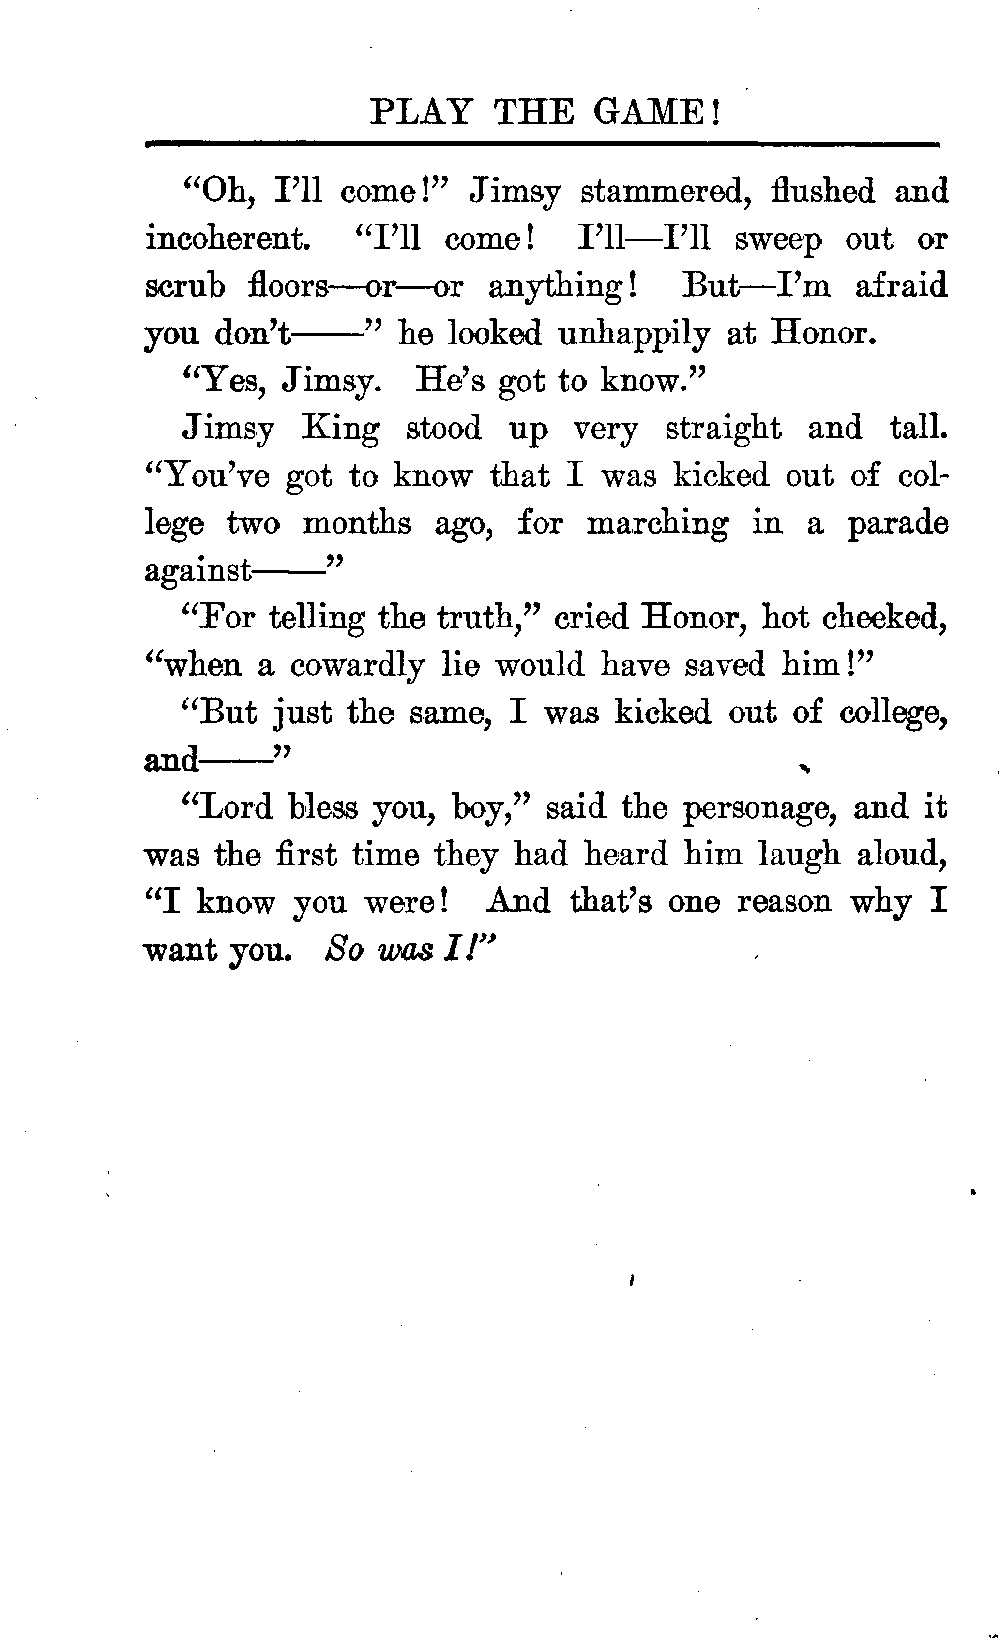 PLAY THE GAME!
“Oh, I’ll come!” Jimsy stammered, flushed and
incoherent. “I’ll come! I’ll—I’ll sweep out or
scrub floors—or—or anything! But—I’m afraid
you don’t——” he looked unhappily at Honor.
“Yes, Jimsy. He’s got to know.”
Jimsy King stood up very straight and tall.
“You’ve got to know that I was kicked out of col-
lege two months ago, for marching in a parade
against——”
“For telling the truth,” cried Honor, hot cheeked,
“when a cowardly lie would have saved him!”
“But just the same, I was kicked out of college,
and——”
“Lord bless you, boy,” said the personage, and it
was the first time they had heard him laugh aloud,
“I know you were! And that’s one reason why I
want you. So was I!”